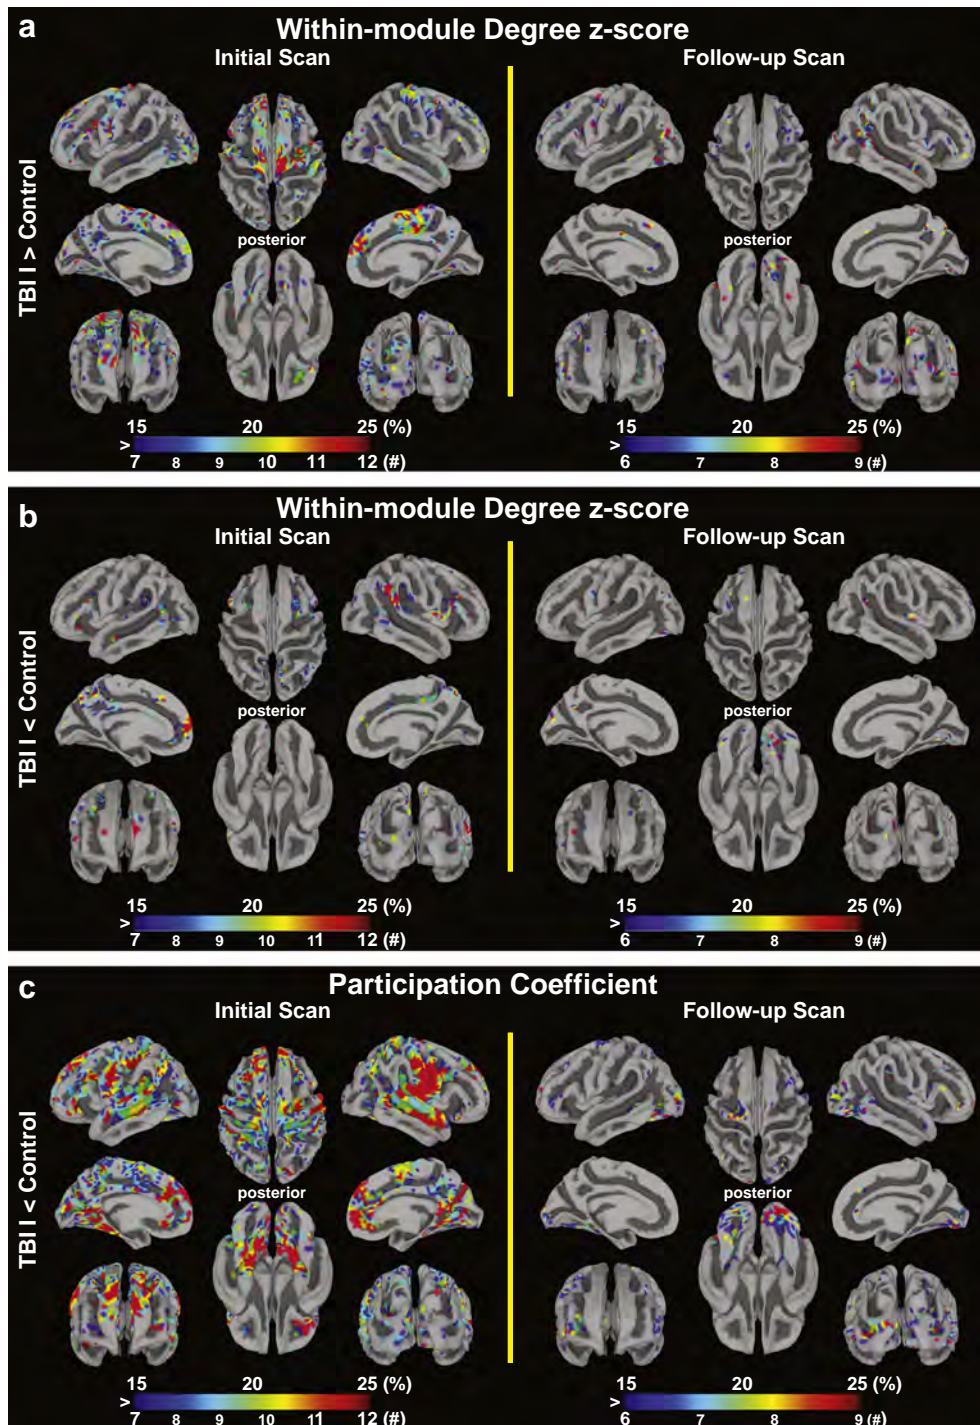 a
Within-module Degree z-score
Initial Scan
Follow-up Scan
TBI I > Control
posterior
posterior
15 20 25 (%)
>
7 8 9 10 11 12 (#)
15 20 25 (%)
>
6 7 8 9 (#)
b
Within-module Degree z-score
Initial Scan
Follow-up Scan
TBI I < Control
posterior
posterior
15 20 25 (%)
>
7 8 9 10 11 12 (#)
15 20 25 (%)
>
6 7 8 9 (#)
c
Participation Coefficient
Initial Scan
Follow-up Scan
TBI I < Control
posterior
posterior
15 20 25 (%)
>
7 8 9 10 11 12 (#)
15 20 25 (%)
>
6 7 8 9 (#)